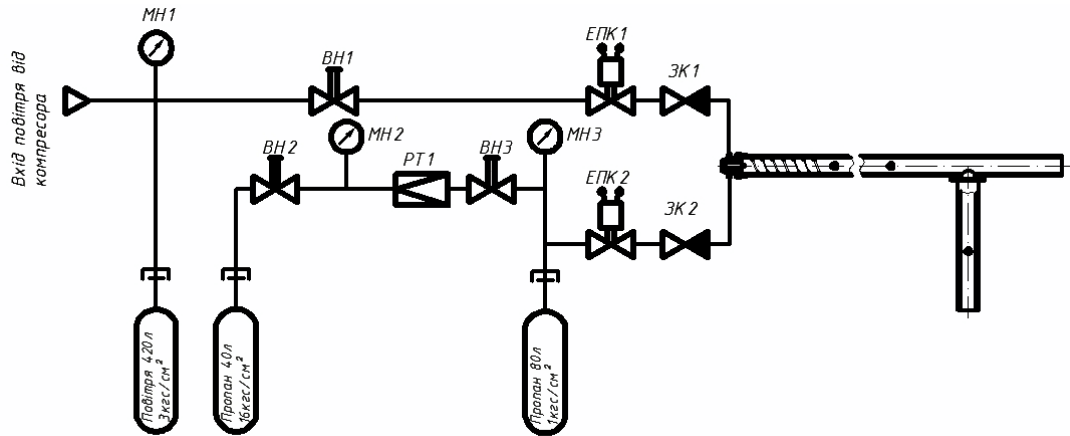 МН1
ВН1
ЕПК1
ЗК1
Вхід повітря від
компресора
ВН2
МН2
РТ1
ВН3
МН3
ЕПК2
ЗК2
Повітря 420л
3кгс/см²
Пропан 40л
16кгс/см²
Пропан 80л
1кгс/см²